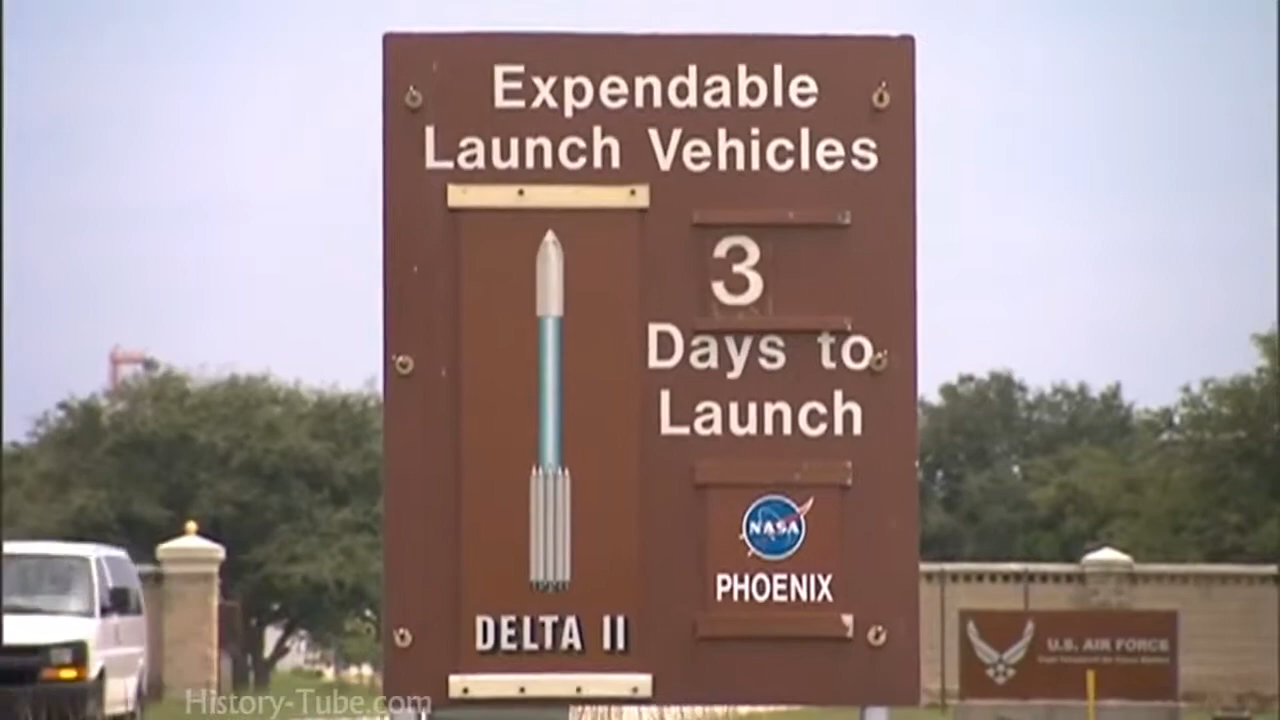 Expendable
Launch Vehicles
3
Days to
Launch
NASA
PHOENIX
DELTA II
U.S. AIR FORCE
History-Tube.com